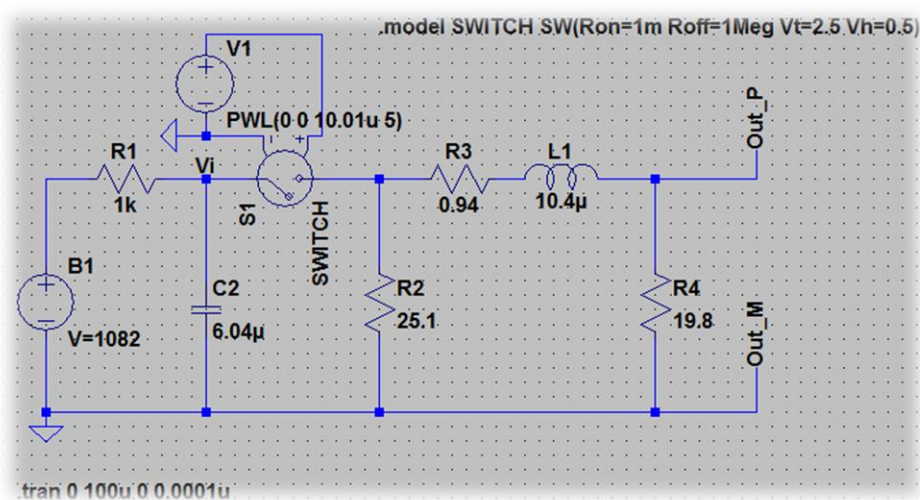 .model SWITCH SW(Ron=1m Roff=1Meg Vt=2.5 Vh=0.5)
V1
PWL(0 0 10.01u 5)
R1
1k
Vi
S1
SWITCH
R3
0.94
L1
10.4µ
Out_P
B1
V=1082
C2
6.04µ
R2
25.1
R4
19.8
Out_M
.tran 0 100u 0 0.0001u